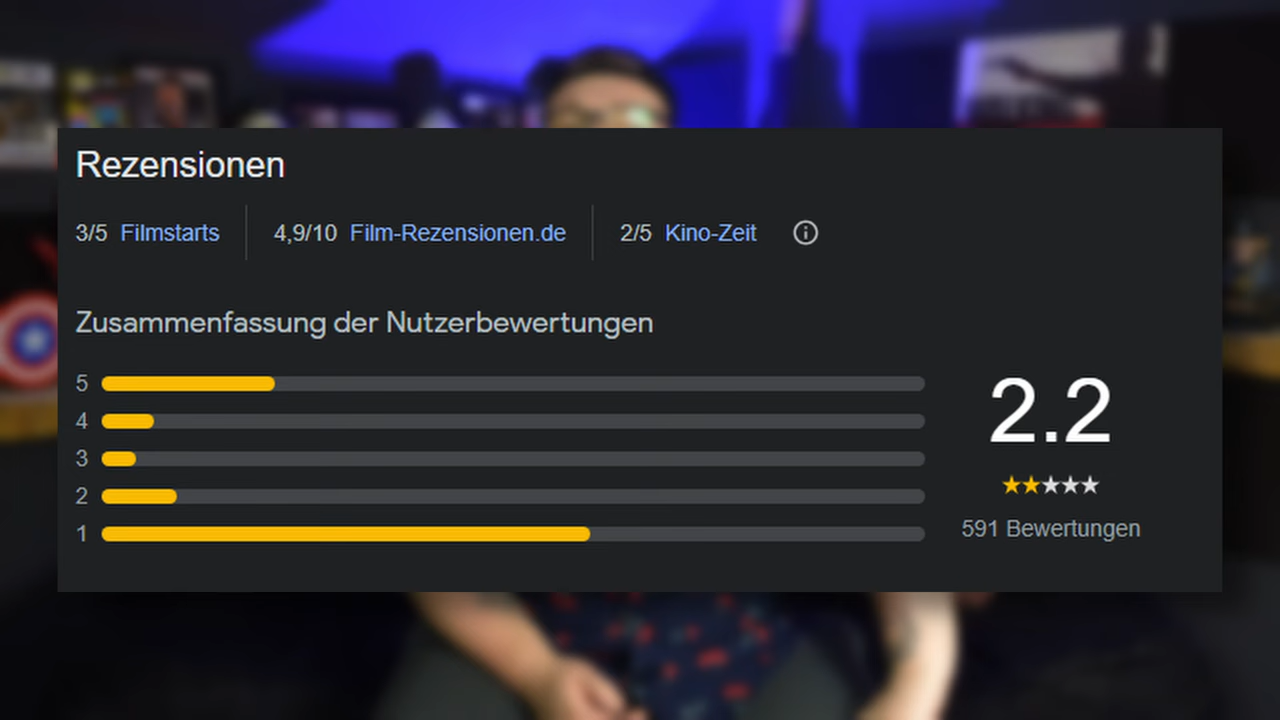 Rezensionen
3/5 Filmstarts 4,9/10 Film-Rezensionen.de 2/5 Kino-Zeit
Zusammenfassung der Nutzerbewertungen
5
4
3
2
1
2.2
591 Bewertungen